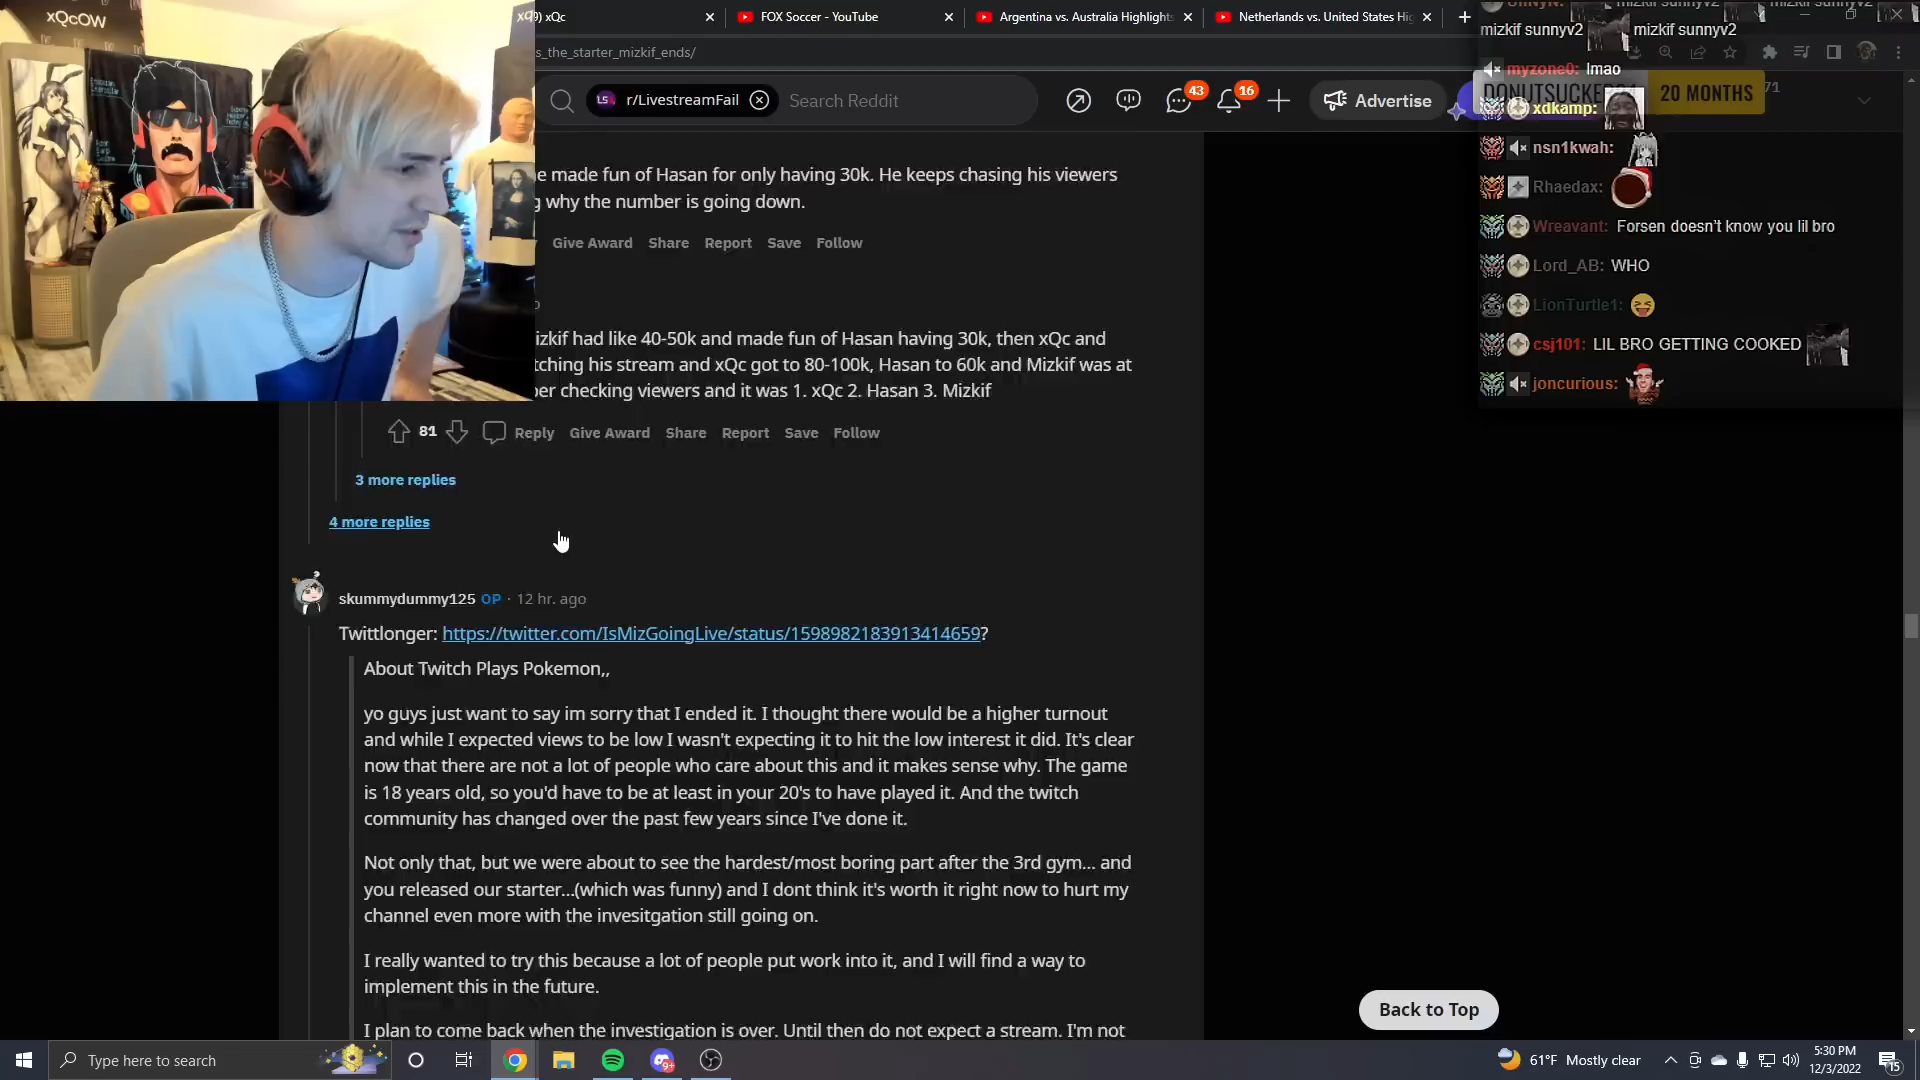 xQcOW
9) xQc
FOX Soccer - YouTube
Argentina vs. Australia Highlights
Netherlands vs. United States Hig
s_the_starter_mizkif_ends/
r/LivestreamFail
Search Reddit
43
16
Advertise
e made fun of Hasan for only having 30k. He keeps chasing his viewers
g why the number is going down.
Give Award
Share
Report
Save
Follow
izkif had like 40-50k and made fun of Hasan having 30k, then xQc and
tching his stream and xQc got to 80-100k, Hasan to 60k and Mizkif was at
er checking viewers and it was 1. xQc 2. Hasan 3. Mizkif
81
Reply
Give Award
Share
Report
Save
Follow
3 more replies
4 more replies
skummydummy125 OP · 12 hr. ago
Twittlonger: https://twitter.com/IsMizGoingLive/status/1598982183913414659?
About Twitch Plays Pokemon,,
yo guys just want to say im sorry that I ended it. I thought there would be a higher turnout
and while I expected views to be low I wasn't expecting it to hit the low interest it did. It's clear
now that there are not a lot of people who care about this and it makes sense why. The game
is 18 years old, so you'd have to be at least in your 20's to have played it. And the twitch
community has changed over the past few years since I've done it.
Not only that, but we were about to see the hardest/most boring part after the 3rd gym... and
you released our starter...(which was funny) and I dont think it's worth it right now to hurt my
channel even more with the invesitgation still going on.
I really wanted to try this because a lot of people put work into it, and I will find a way to
implement this in the future.
I plan to come back when the investigation is over. Until then do not expect a stream. I'm not
mizkif sunnyv2 mizkif sunnyv2
myzone0: lmao
20 MONTHS
71
xdkamp:
nsn1kwah:
Rhaedax:
Wreavant: Forsen doesn't know you lil bro
Lord_AB: WHO
LionTurtle1:
csj101: LIL BRO GETTING COOKED
joncurious:
Back to Top
Type here to search
9+
61°F Mostly clear
5:30 PM
12/3/2022
15